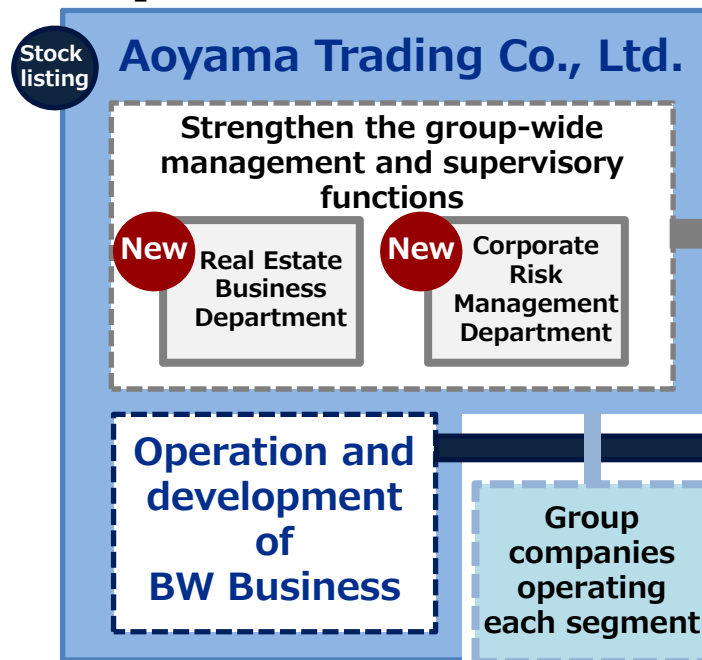 Stock
listing
Aoyama Trading Co., Ltd.
Strengthen the group-wide
management and supervisory
functions
New
Real Estate
Business
Department
New
Corporate
Risk
Management
Department
Operation and
development
of
BW Business
Group
companies
operating
each segment